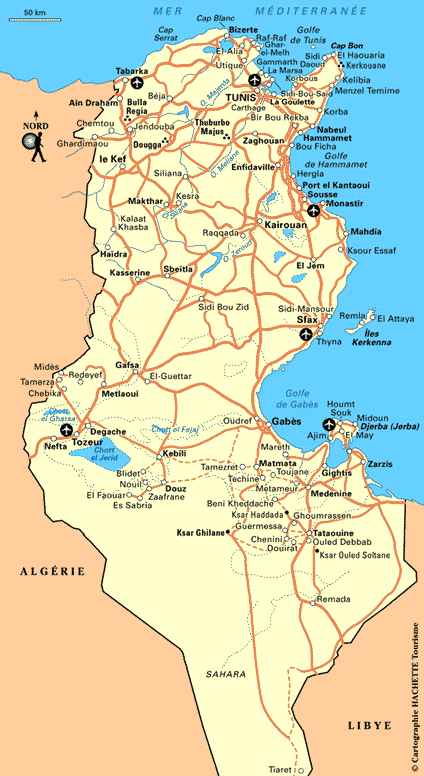 50 km
MER MÉDITERRANÉE
Cap Blanc
Cap
Serrat
Bizerte
Golfe
de Tunis
Raf-Raf
El-Alia
Ghar-
el-Melh
Utique
Gammarth
La Marsa
Cap Bon
Sidi
Daoud
El Haouaria
Kerkouane
Korbous
Kelibia
Tabarka
TUNIS
Sidi-Bou-Saïd
Menzel Temime
La Goulette
Carthage
Aïn Draham
Bulla
Regia
Béja
O. Majerda
Korba
Bir Bou Rekba
NORD
Chemtou
Jendouba
Thuburbo
Majus
Nabeul
Hammamet
Ghardimaou
Dougga
Zaghouan
Bou Ficha
Golfe
de Hammamet
le Kef
O. Meliane
Enfidaville
Siliana
Hergla
Port el Kantaoui
Sousse
Makthar
Kesra
Monastir
Siliana
Kalaat
Khasba
Kairouan
Raqqada
Mahdia
Haïdra
O. Zeroud
Ksour Essaf
Kasserine
Sbeïtla
El Jem
Sidi Bou Zid
Sidi-Mansour
Remla
El Attaya
Sfax
Îles
Kerkenna
Thyna
Midès
Tamerza
Redeyef
Gafsa
El-Guettar
Chebika
Metlaoui
Chott
el Gharsa
Golfe
de Gabès
Houmt
Souk
Midoun
Djerba (Jerba)
Degache
Chott el Fejaj
Oudref
Gabès
Ajim
El May
Nefta
Tozeur
Chott
el Jerid
Kebili
Mareth
Zarzis
Blidet
Tamezret
Matmata
Toujane
Gightis
Nouil
Techine
Metameur
Medenine
El Faouar
Zaafrane
Douz
Es Sabria
Beni Kheddache
Ksar Haddada
Ghoumrassen
Guermessa
Ksar Ghilane
Tataouine
Chenini
Ouled Debbab
Douirat
Ksar Ouled Soltane
ALGÉRIE
Remada
SAHARA
LIBYE
Tiaret
© Cartographie HACHETTE Tourisme